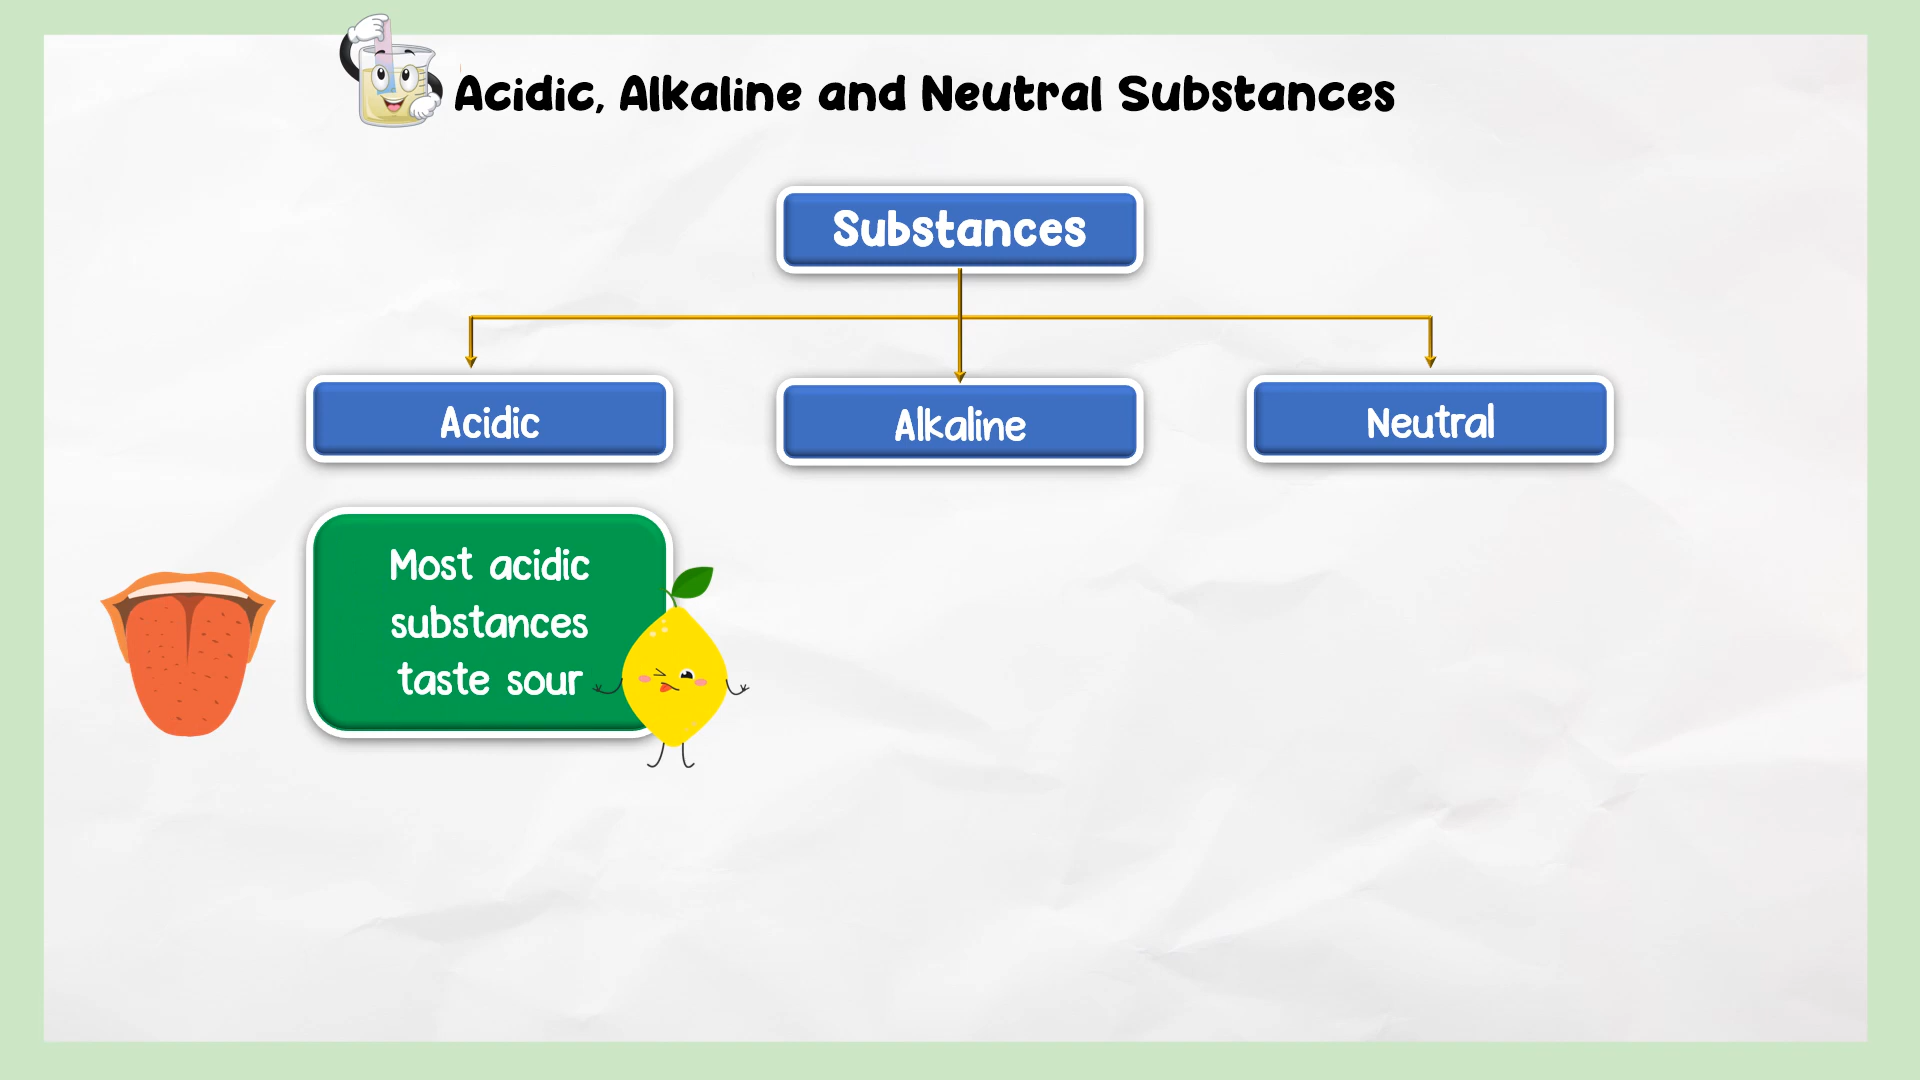 Acidic, Alkaline and Neutral Substances
Substances
Acidic
Alkaline
Neutral
Most acidic
substances
taste sour